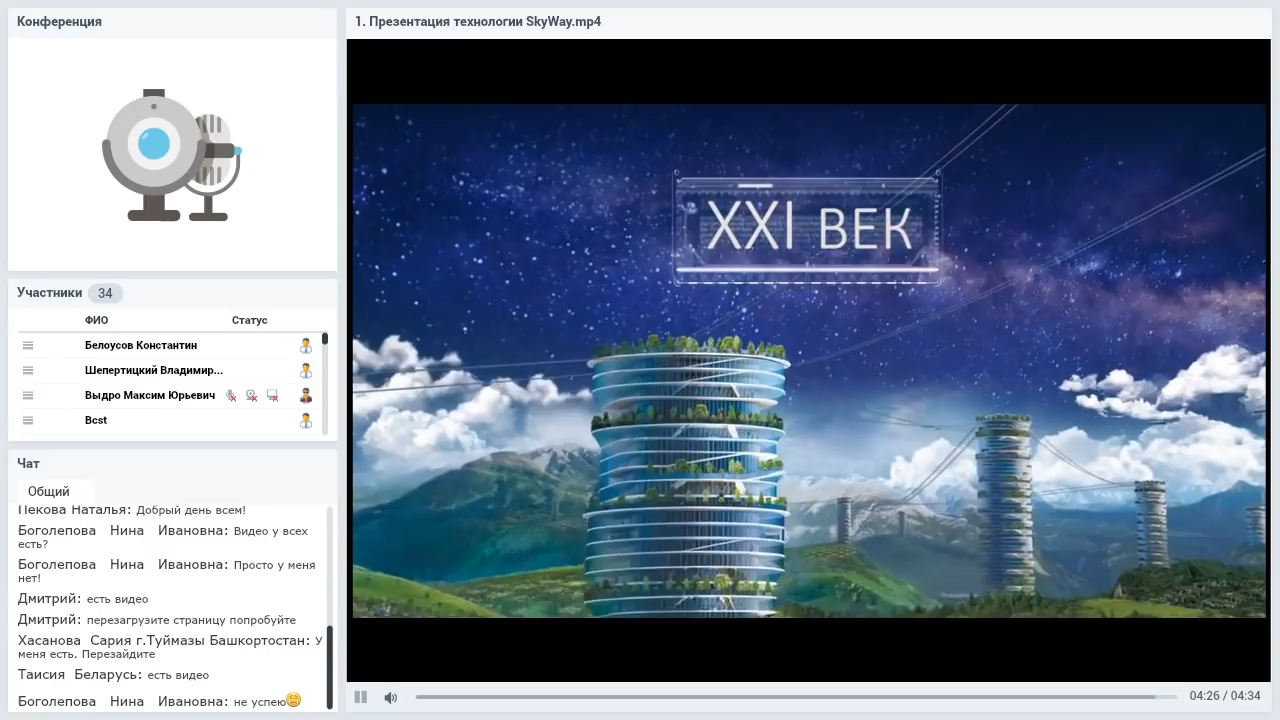 Конференция
1. Презентация технологии SkyWay.mp4
XXI ВЕК
Участники 34
ФИО Статус
Белоусов Константин
Шепертицкий Владимир...
Выдро Максим Юрьевич
Bcst
Чат
Общий
Пекова Наталья: Добрый день всем!
Боголепова Нина Ивановна: Видео у всех
есть?
Боголепова Нина Ивановна: Просто у меня
нет!
Дмитрий: есть видео
Дмитрий: перезагрузите страницу попробуйте
Хасанова Сария г.Туймазы Башкортостан: У
меня есть. Перезайдите
Таисия Беларусь: есть видео
Боголепова Нина Ивановна: не успею
04:26 / 04:34